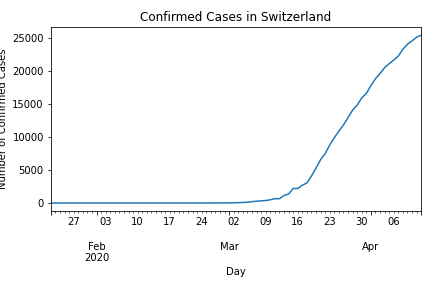 Confirmed Cases in Switzerland
Number of Confirmed Cases
25000
20000
15000
10000
5000
0
27 03 10 17 24 02 09 16 23 30 06
Feb Mar Apr
2020
Day